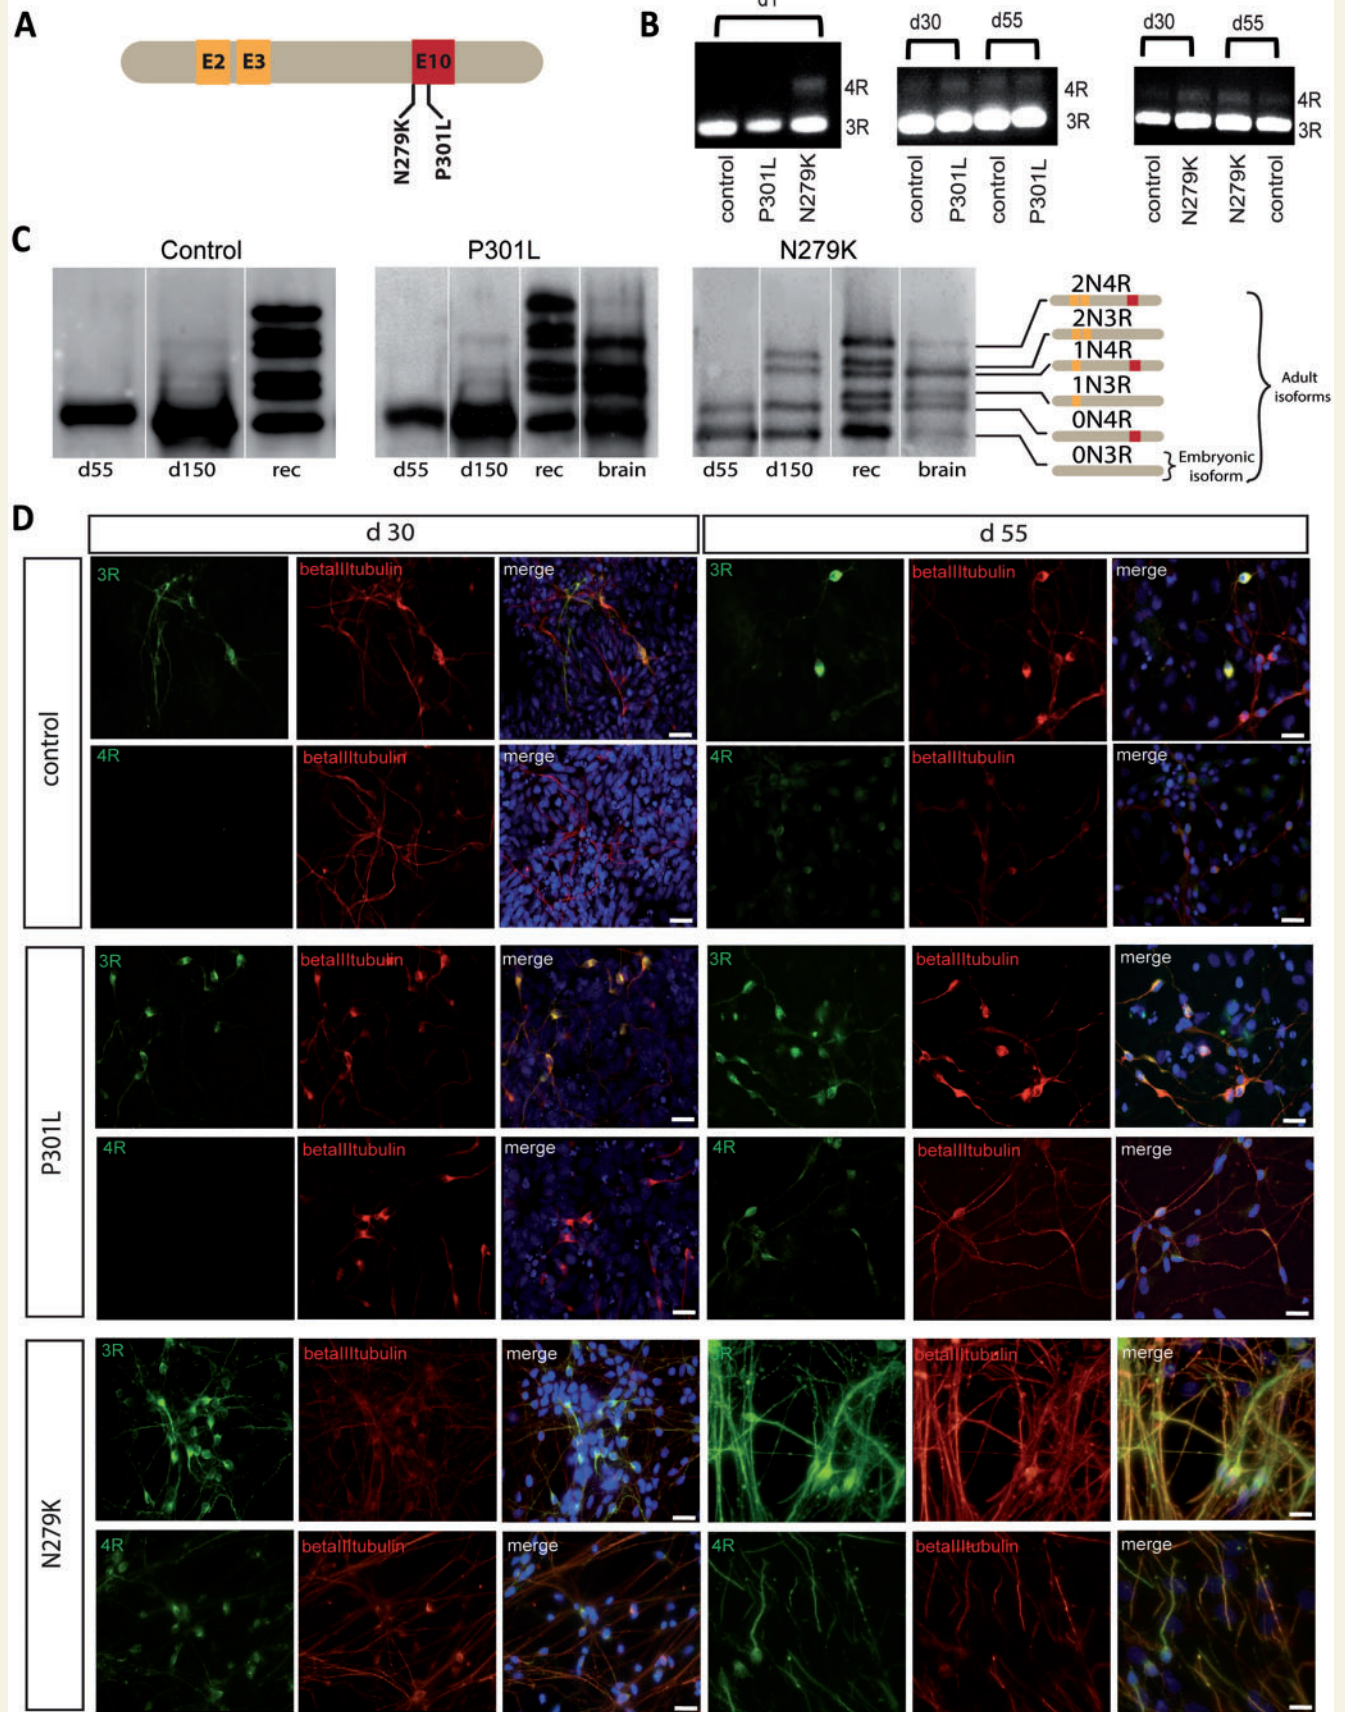 A
E2 E3 E10
N279K
P301L
B
d1
4R
3R
control
P301L
N279K
d30 d55
4R
3R
control
P301L
control
P301L
d30 d55
4R
3R
control
N279K
N279K
control
C
Control
d55 d150 rec
P301L
d55 d150 rec brain
N279K
d55 d150 rec brain
2N4R
2N3R
1N4R
1N3R
0N4R
0N3R
Embryonic
isoform
Adult
isoforms
D
d 30 d 55
control
3R betaIIItubulin merge 3R betaIIItubulin merge
4R betaIIItubulin merge 4R betaIIItubulin merge
P301L
3R betaIIItubulin merge 3R betaIIItubulin merge
4R betaIIItubulin merge 4R betaIIItubulin merge
N279K
3R betaIIItubulin merge 3R betaIIItubulin merge
4R betaIIItubulin merge 4R betaIIItubulin merge